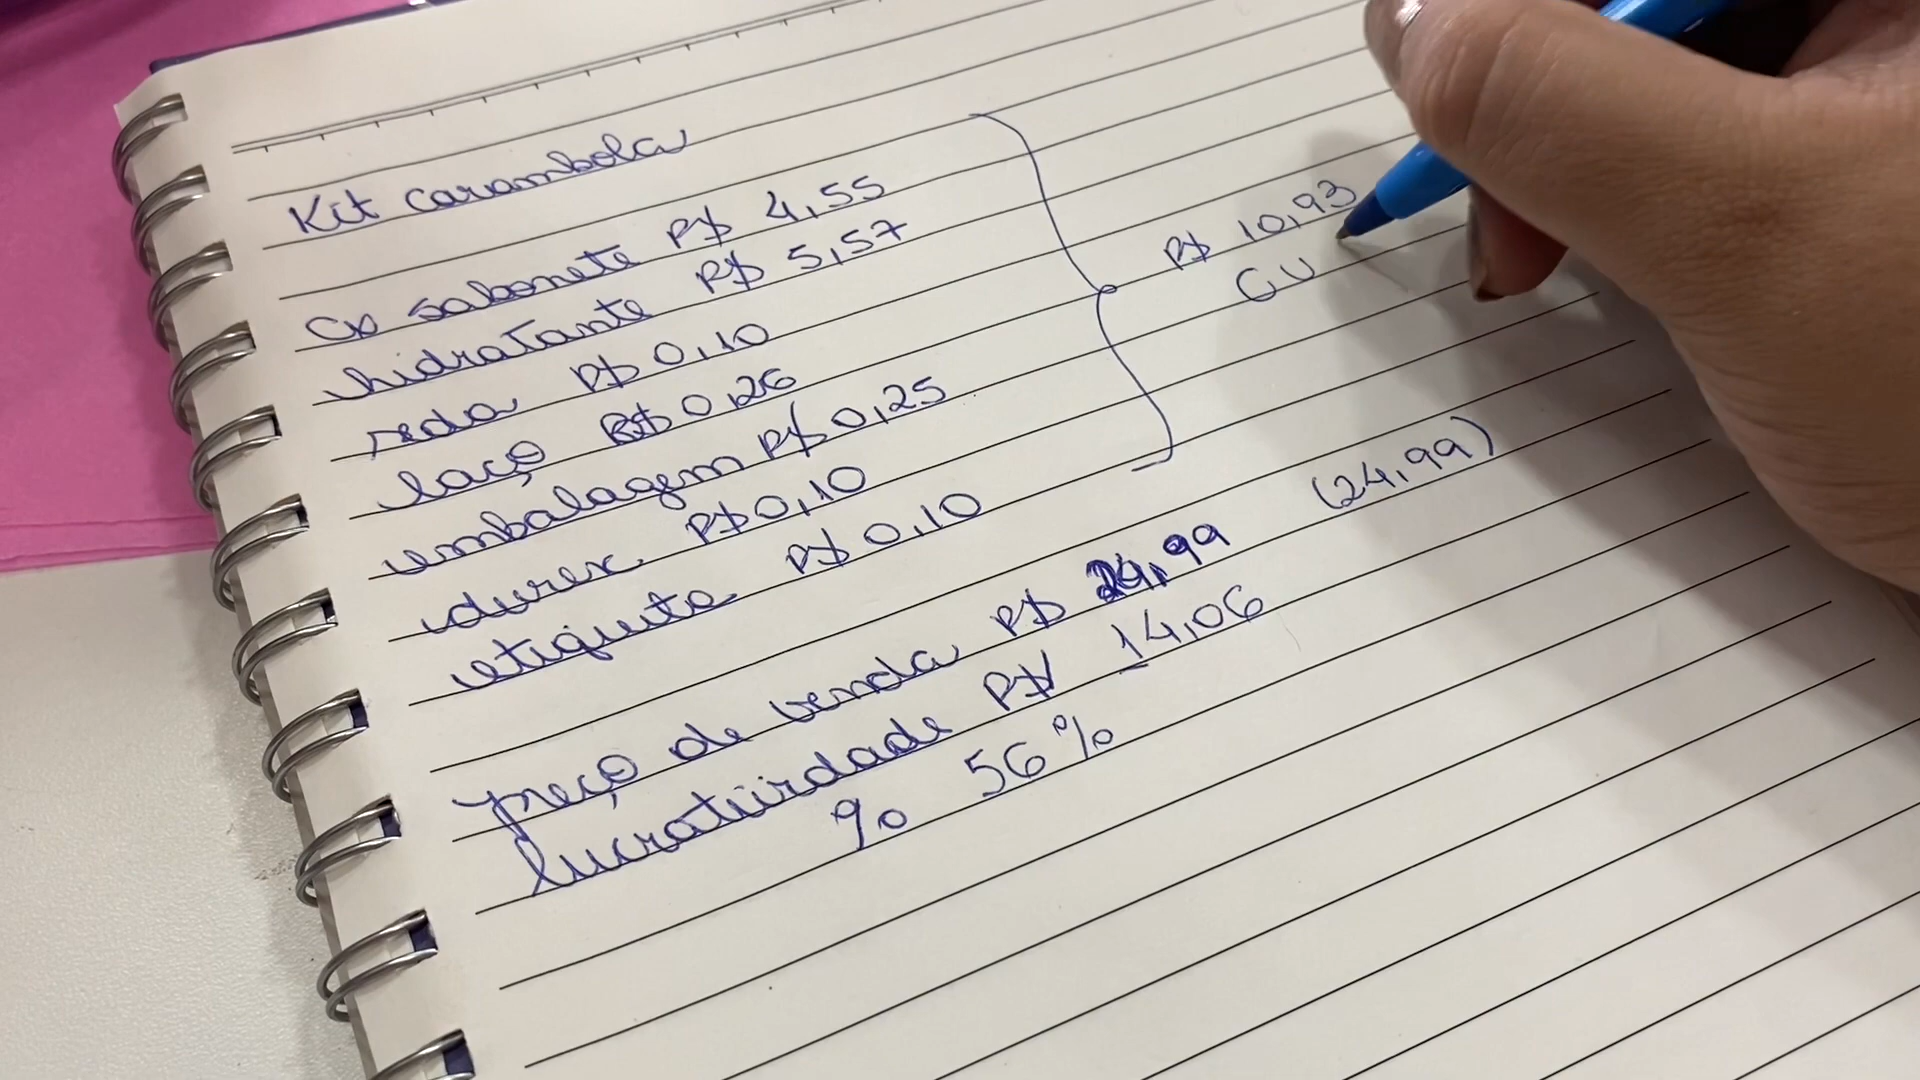 Kit carambola
cx sabonete R$ 4,55
hidratante R$ 5,57
seda R$ 0,10
laço R$ 0,26
embalagem R$ 0,25
durex R$ 0,10
etiqueta R$ 0,10
R$ 10,93
CU
preço de venda R$ 24,99 (24,99)
lucratividade R$ 14,06
% 56%